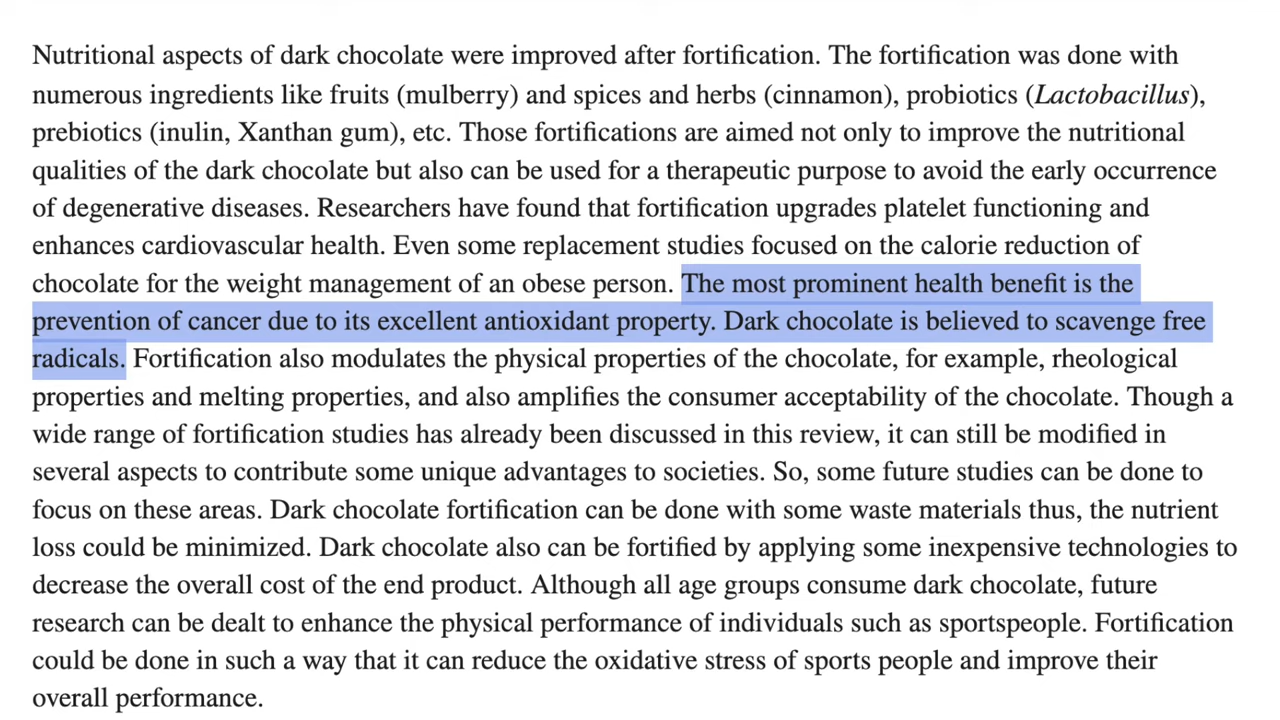 Nutritional aspects of dark chocolate were improved after fortification. The fortification was done with
numerous ingredients like fruits (mulberry) and spices and herbs (cinnamon), probiotics (Lactobacillus),
prebiotics (inulin, Xanthan gum), etc. Those fortifications are aimed not only to improve the nutritional
qualities of the dark chocolate but also can be used for a therapeutic purpose to avoid the early occurrence
of degenerative diseases. Researchers have found that fortification upgrades platelet functioning and
enhances cardiovascular health. Even some replacement studies focused on the calorie reduction of
chocolate for the weight management of an obese person. The most prominent health benefit is the
prevention of cancer due to its excellent antioxidant property. Dark chocolate is believed to scavenge free
radicals. Fortification also modulates the physical properties of the chocolate, for example, rheological
properties and melting properties, and also amplifies the consumer acceptability of the chocolate. Though a
wide range of fortification studies has already been discussed in this review, it can still be modified in
several aspects to contribute some unique advantages to societies. So, some future studies can be done to
focus on these areas. Dark chocolate fortification can be done with some waste materials thus, the nutrient
loss could be minimized. Dark chocolate also can be fortified by applying some inexpensive technologies to
decrease the overall cost of the end product. Although all age groups consume dark chocolate, future
research can be dealt to enhance the physical performance of individuals such as sportspeople. Fortification
could be done in such a way that it can reduce the oxidative stress of sports people and improve their
overall performance.